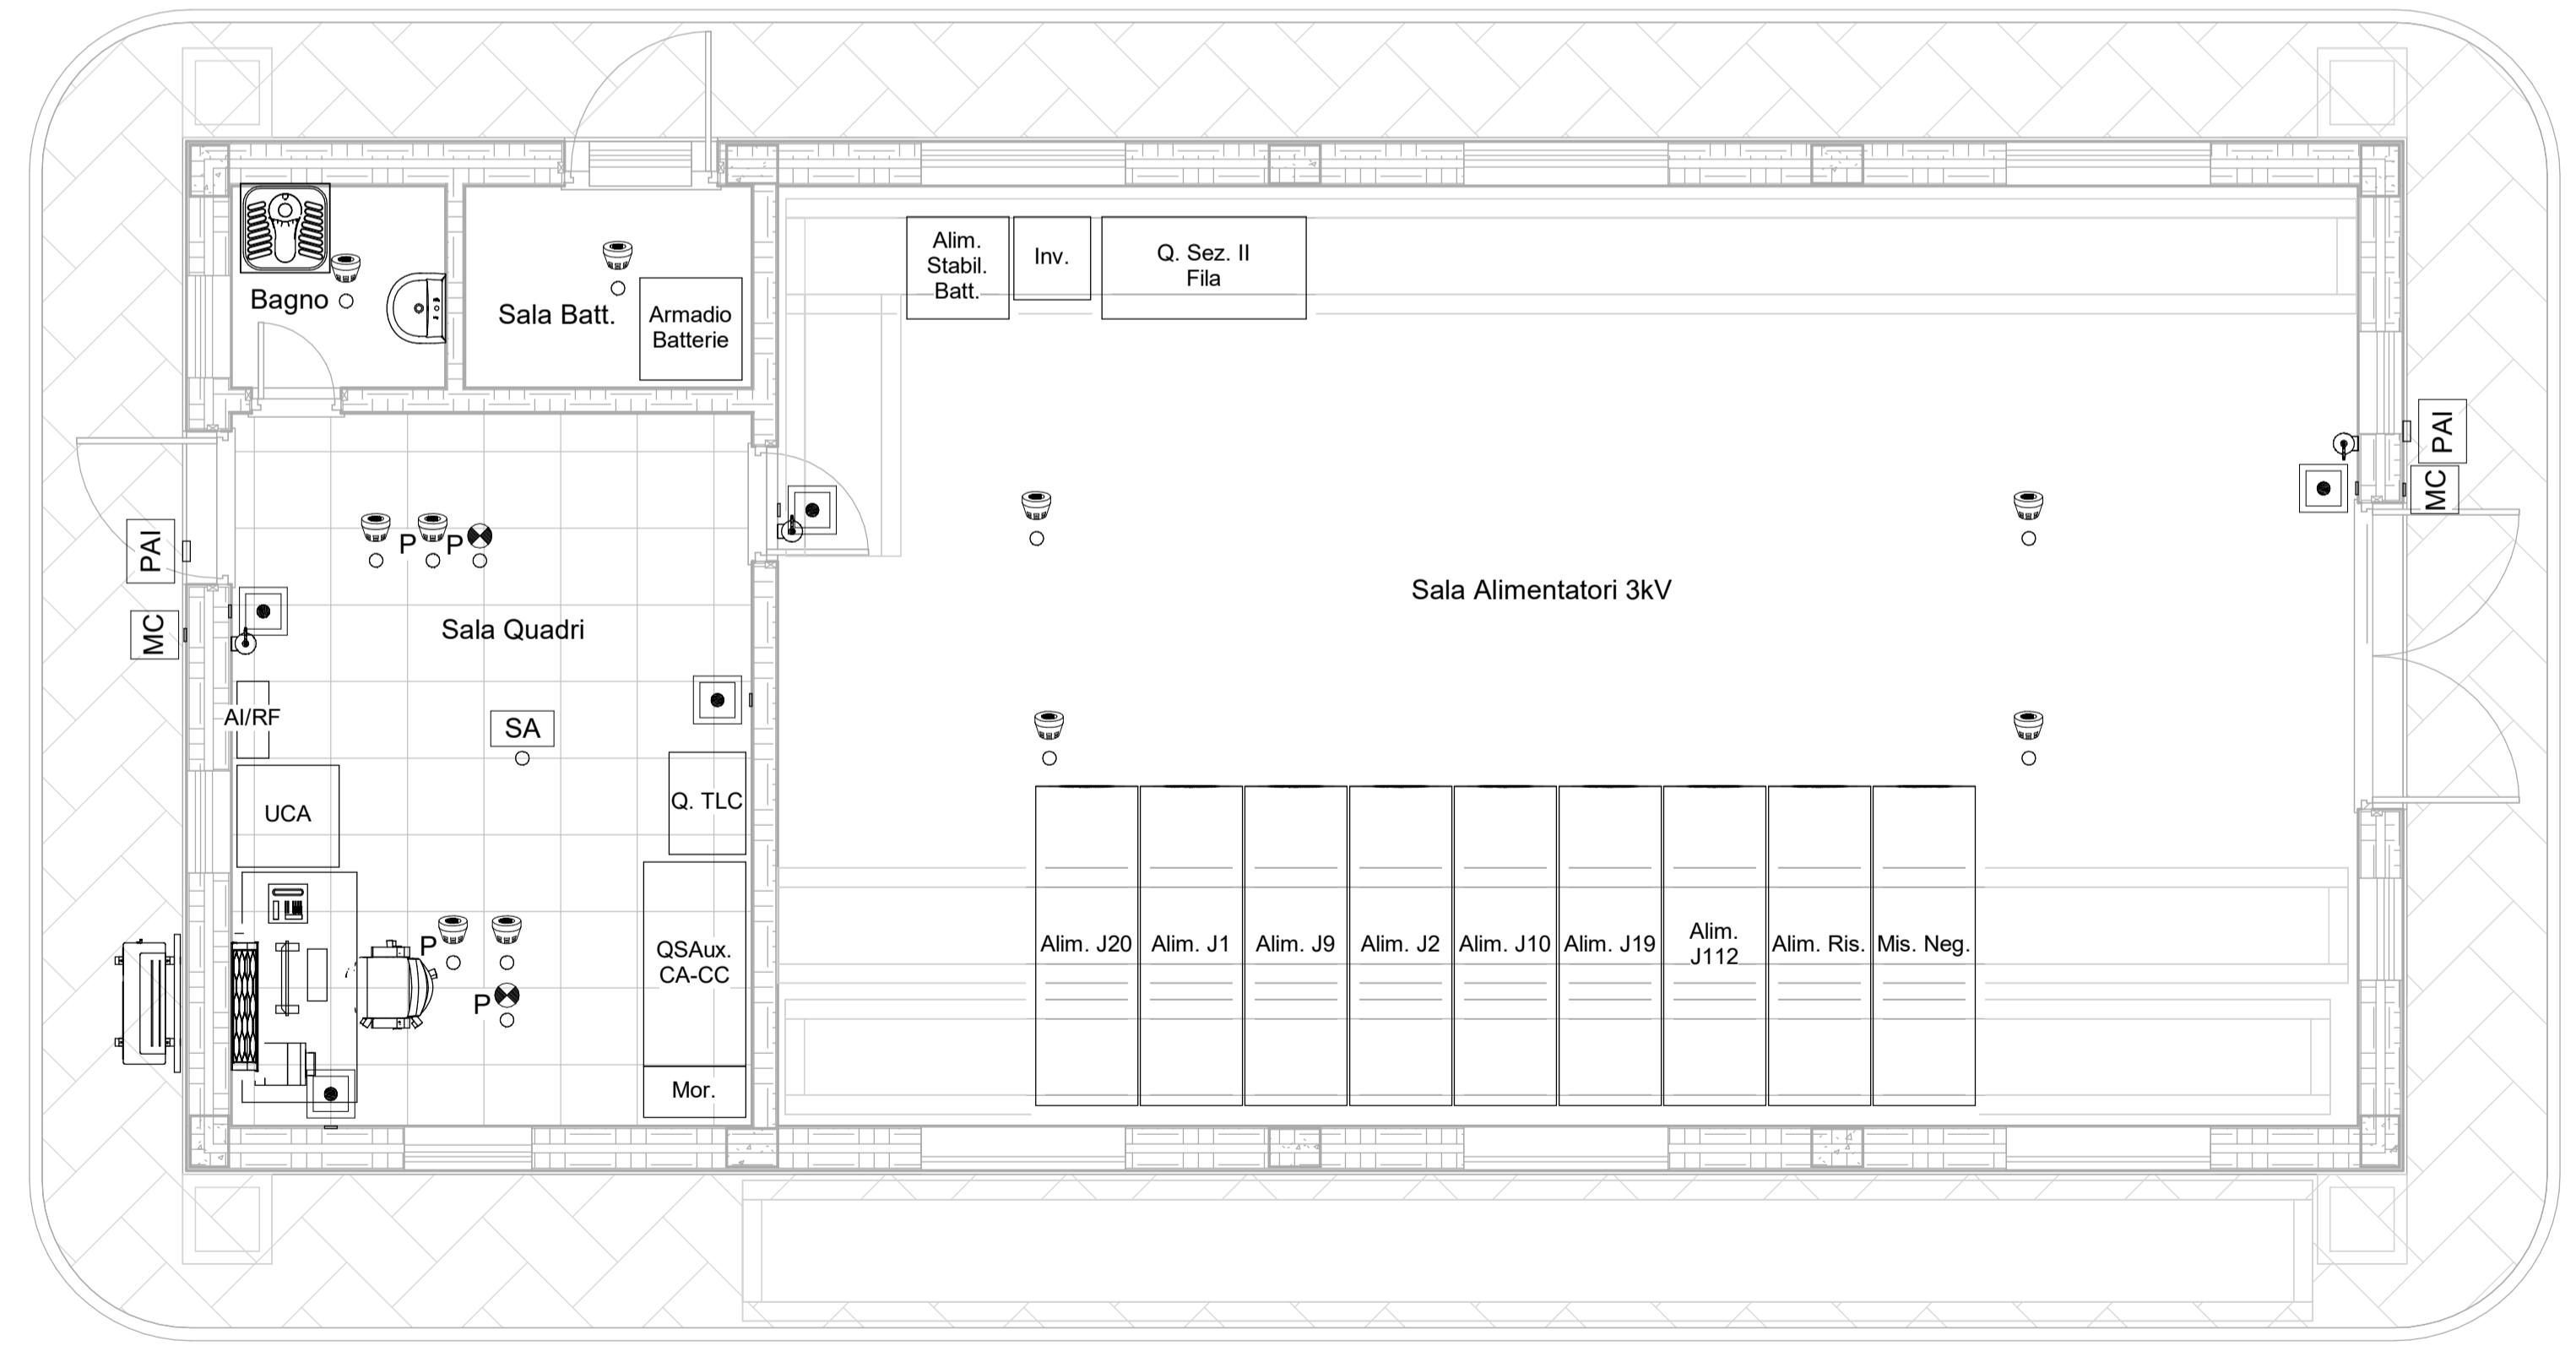 Alim.
Stabil.
Batt.
Inv.
Q. Sez. II
Fila
Bagno
Sala Batt.
Armadio
Batterie
PAI
MC
PAI
MC
P
P
Sala Quadri
Sala Alimentatori 3kV
AI/RF
SA
UCA
Q. TLC
P
P
QSAux.
CA-CC
Mor.
Alim. J20
Alim. J1
Alim. J9
Alim. J2
Alim. J10
Alim. J19
Alim.
J112
Alim. Ris.
Mis. Neg.